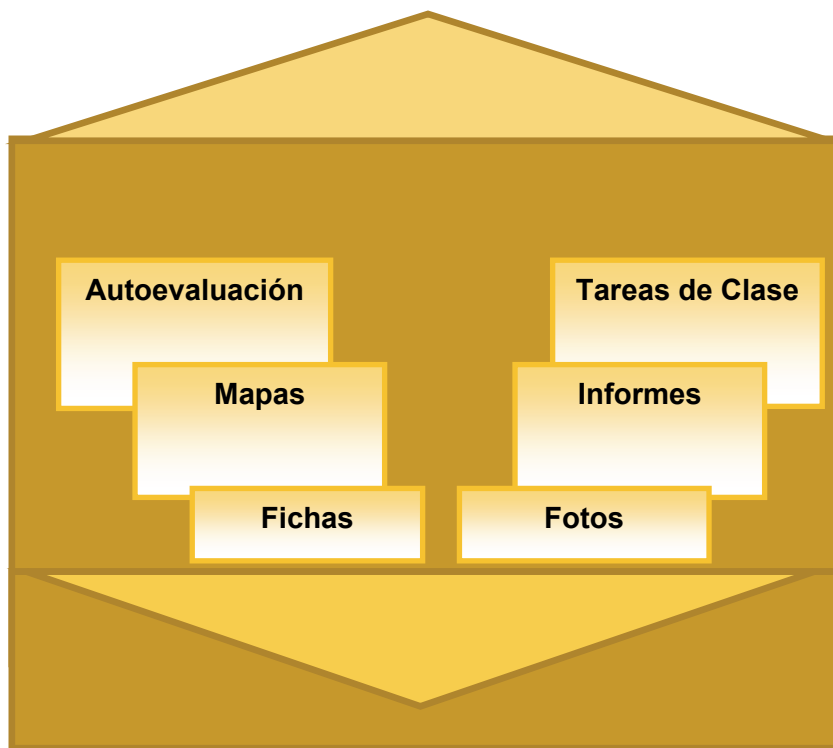 Autoevaluación
Tareas de Clase
Mapas
Informes
Fichas
Fotos